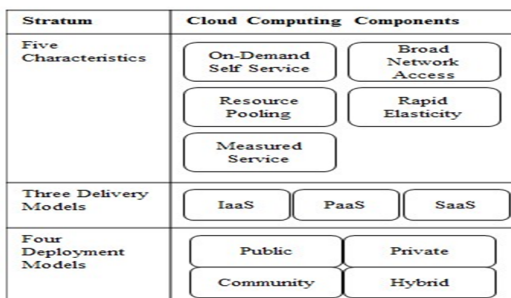 Stratum
Cloud Computing Components
Five
Characteristics
On-Demand
Self Service
Broad
Network
Access
Resource
Pooling
Rapid
Elasticity
Measured
Service
Three Delivery
Models
IaaS
PaaS
SaaS
Four
Deployment
Models
Public
Private
Community
Hybrid